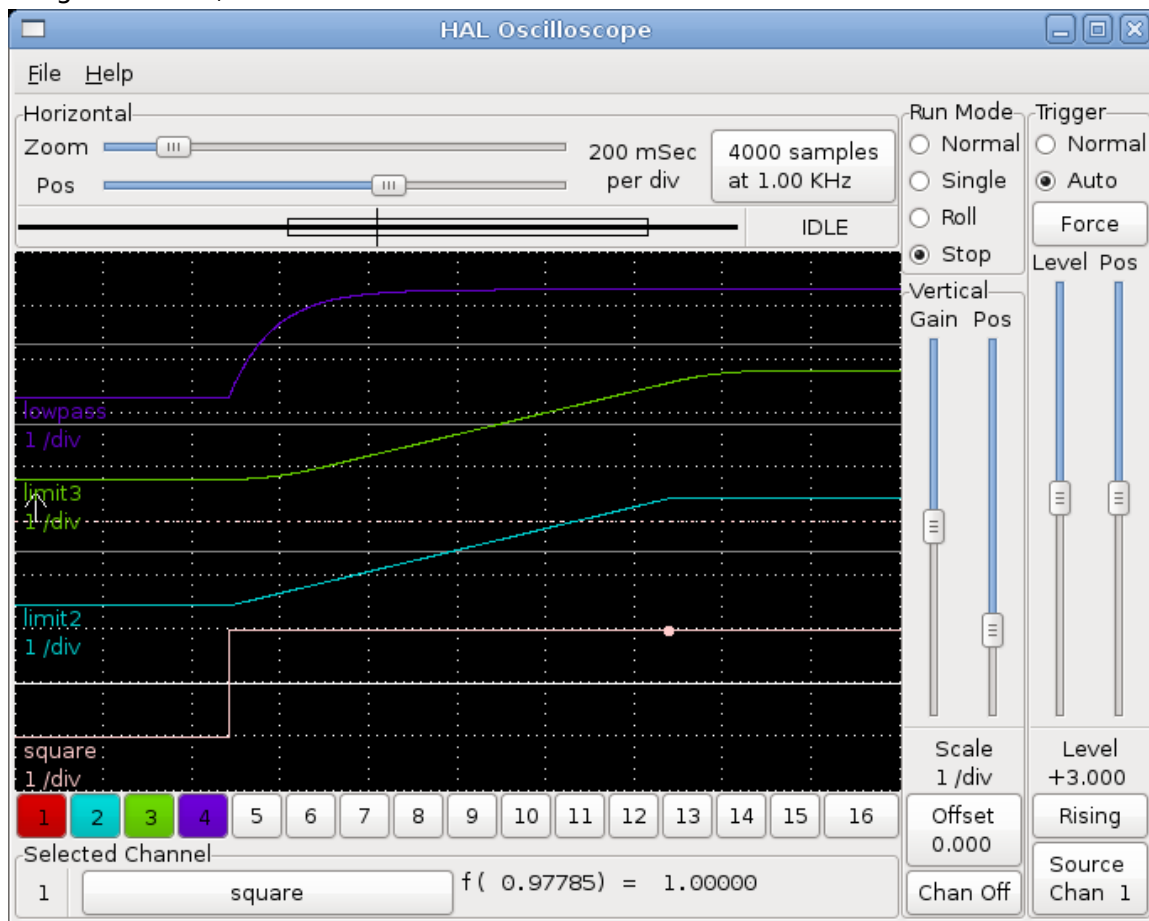 HAL Oscilloscope
File Help
Horizontal
Zoom
Pos
200 mSec
per div
4000 samples
at 1.00 KHz
IDLE
Run Mode
Normal
Single
Roll
Stop
Trigger
Normal
Auto
Force
Level Pos
Vertical
Gain Pos
lowpass
1 /div
limit3
1 /div
limit2
1 /div
square
1 /div
Scale
1 /div
Level
+3.000
1 2 3 4 5 6 7 8 9 10 11 12 13 14 15 16
Offset
0.000
Rising
Selected Channel
1 square f( 0.97785) = 1.00000
Chan Off
Source
Chan 1